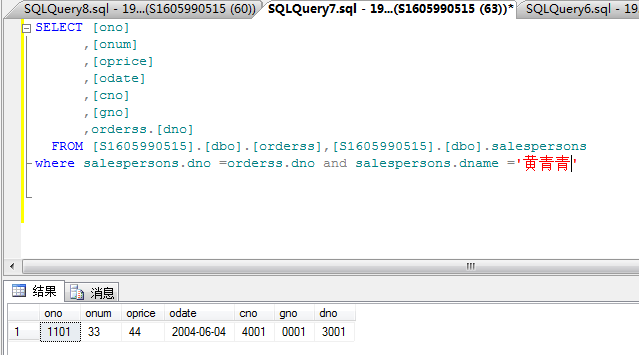 SQLQuery8.sql - 19...(S1605990515 (60)) SQLQuery7.sql - 19...(S1605990515 (63))* SQLQuery6.sql - 19.
SELECT [ono]
,[onum]
,[oprice]
,[odate]
,[cno]
,[gno]
,orderss.[dno]
FROM [S1605990515].[dbo].[orderss],[S1605990515].[dbo].salespersons
where salespersons.dno =orderss.dno and salespersons.dname ='黄青青'
结果 消息
ono onum oprice odate cno gno dno
1 1101 33 44 2004-06-04 4001 0001 3001